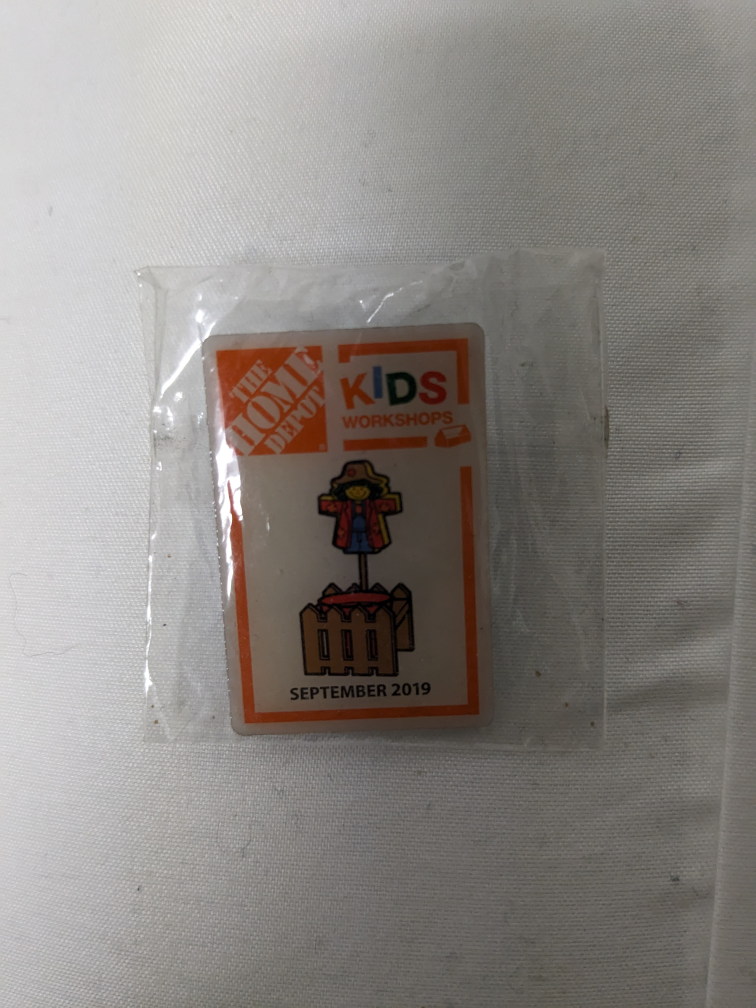 THE
HOME
DEPOT
KIDS
WORKSHOPS
SEPTEMBER 2019